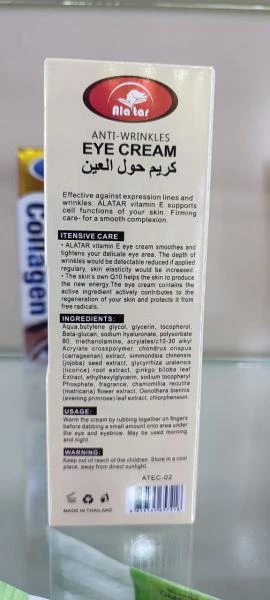 Ala'tar
ANTI-WRINKLES
EYE CREAM
كريم حول العين
Effective against expression lines and
wrinkles. ALATAR vitamin E supports
cell functions of your skin. Firming
care- for a smooth complexion.
ITENSIVE CARE
• ALATAR vitamin E eye cream smoothes and
tightens your delicate eye area. The depth of
wrinkles would be detectable reduced if applied
regulary, skin elasticity would be increased
• The skin's own Q10 helps the skin to produce
the new energy.The eye cream contains the
active ingredient actively contributes to the
regeneration of your skin and protects it from
free radicals.
INGREDIENTS:
Aqua,butylene glycol, glycerin, tocopherol,
Beta-glucan, sodium hyaluronate, polysorbate
80, triethanolamine, acrylates/c10-30 alkyl
Acrylate crosspolymer, chondrus crispus
(carrageenan) extract, simmondsia chinensis
(jojoba) seed extract, glycyrrhiza uralensis
(licorice) root extract, ginkgo biloba leaf
Extract, ethylhexylglycerin, sodium tocopheryl
Phosphate, fragrance, chamomilla recutita
(matricaria) flower extract, Oenothera biennis
(evening primrose) leaf extract, chlorphenesin.
USAGE:
Warm the cream by rubbing together on fingers
before dabbing a small amount onto area under
the eye and eyebrow. May be used morning
and night.
WARNING:
Keep out of reach of the children. Store in a cool
place, away from direct sunlight.
ATEC-02
MADE IN THAILAND
Collagen